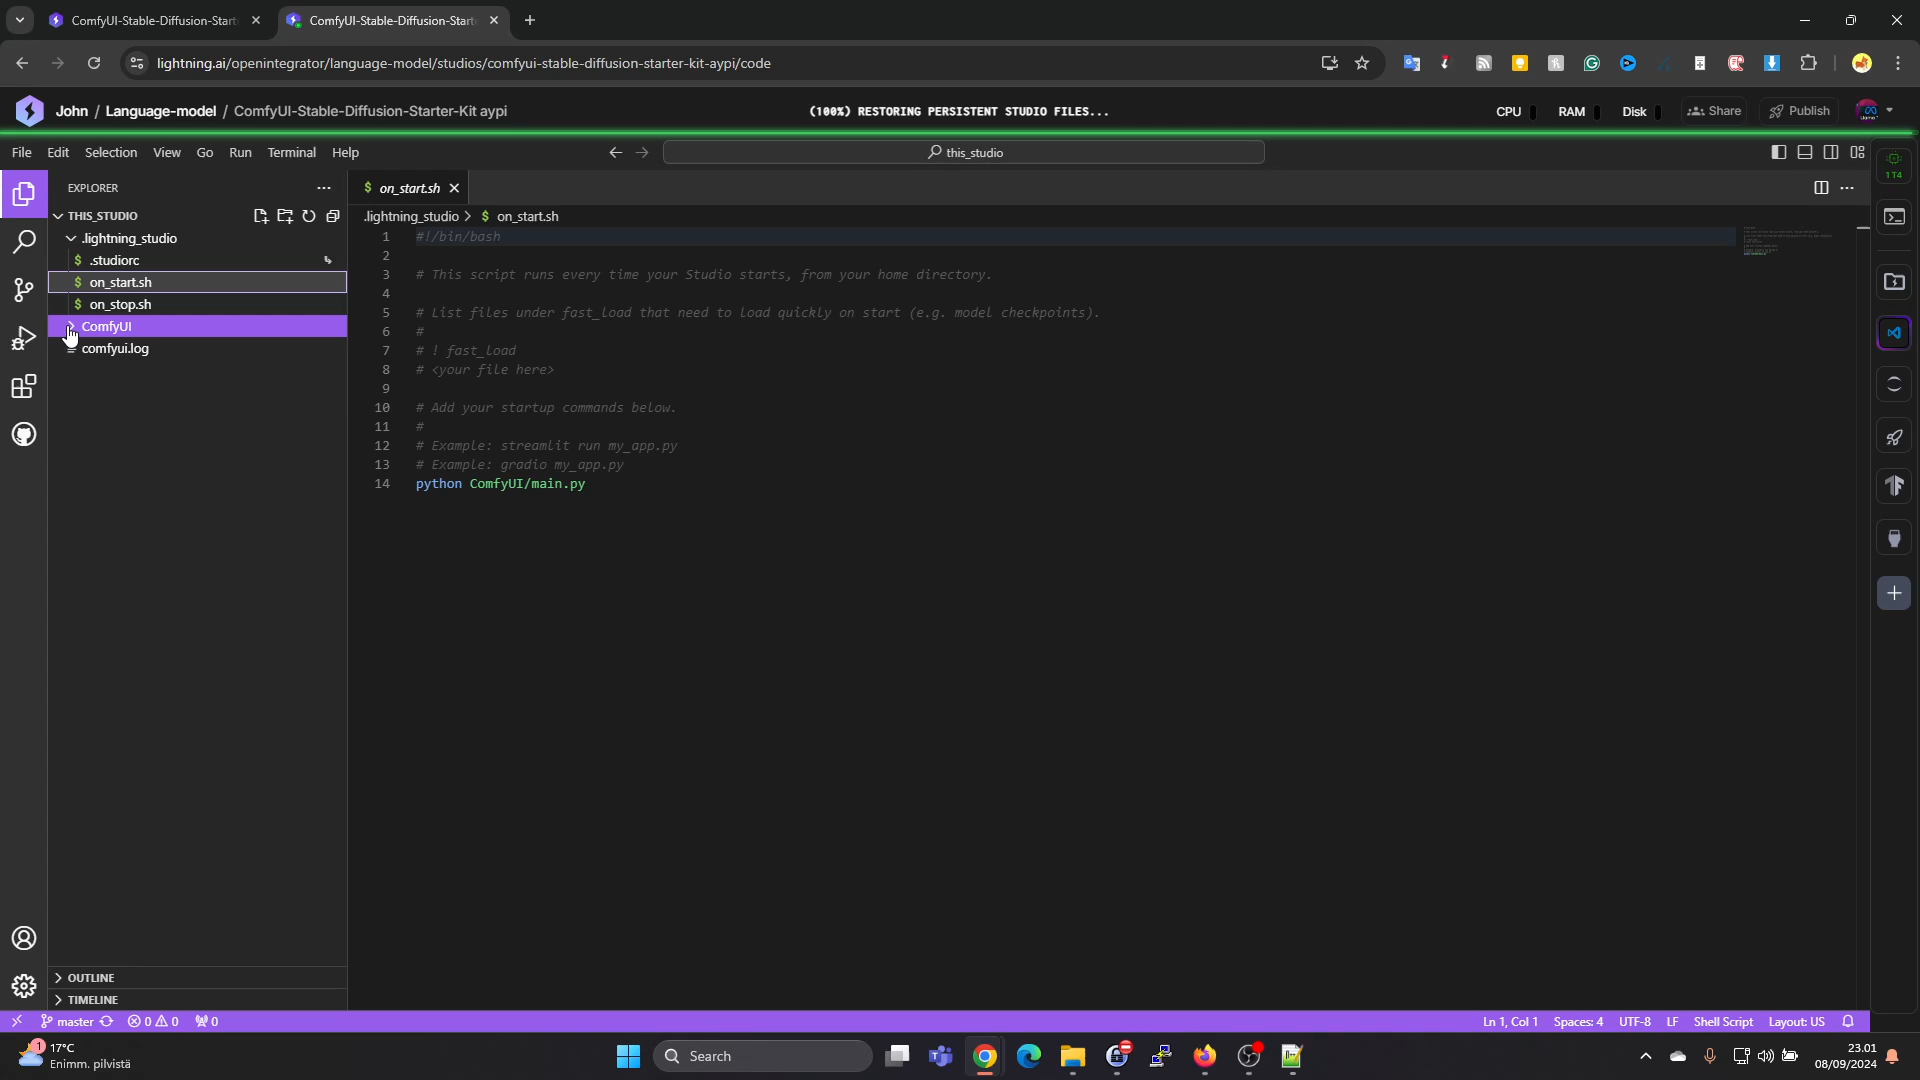 ComfyUI-Stable-Diffusion-Start
ComfyUI-Stable-Diffusion-Start
lightning.ai/openintegrator/language-model/studios/comfyui-stable-diffusion-starter-kit-aypi/code
John / Language-model / ComfyUI-Stable-Diffusion-Starter-Kit aypi
(100%) RESTORING PERSISTENT STUDIO FILES...
CPU RAM Disk Share Publish
File Edit Selection View Go Run Terminal Help
this_studio
1 T4
EXPLORER
on_start.sh
THIS_STUDIO
.lightning_studio > $ on_start.sh
.lightning_studio
$ .studiorc
$ on_start.sh
$ on_stop.sh
ComfyUI
comfyui.log
1 #!/bin/bash
2
3 # This script runs every time your Studio starts, from your home directory.
4
5 # List files under fast_load that need to load quickly on start (e.g. model checkpoints).
6 #
7 # ! fast_load
8 # <your file here>
9
10 # Add your startup commands below.
11 #
12 # Example: streamlit run my_app.py
13 # Example: gradio my_app.py
14 python ComfyUI/main.py
OUTLINE
TIMELINE
master 0 0 0
Ln 1, Col 1 Spaces: 4 UTF-8 LF Shell Script Layout: US
1
17°C
Enimm. pilvistä
Search
23.01
08/09/2024